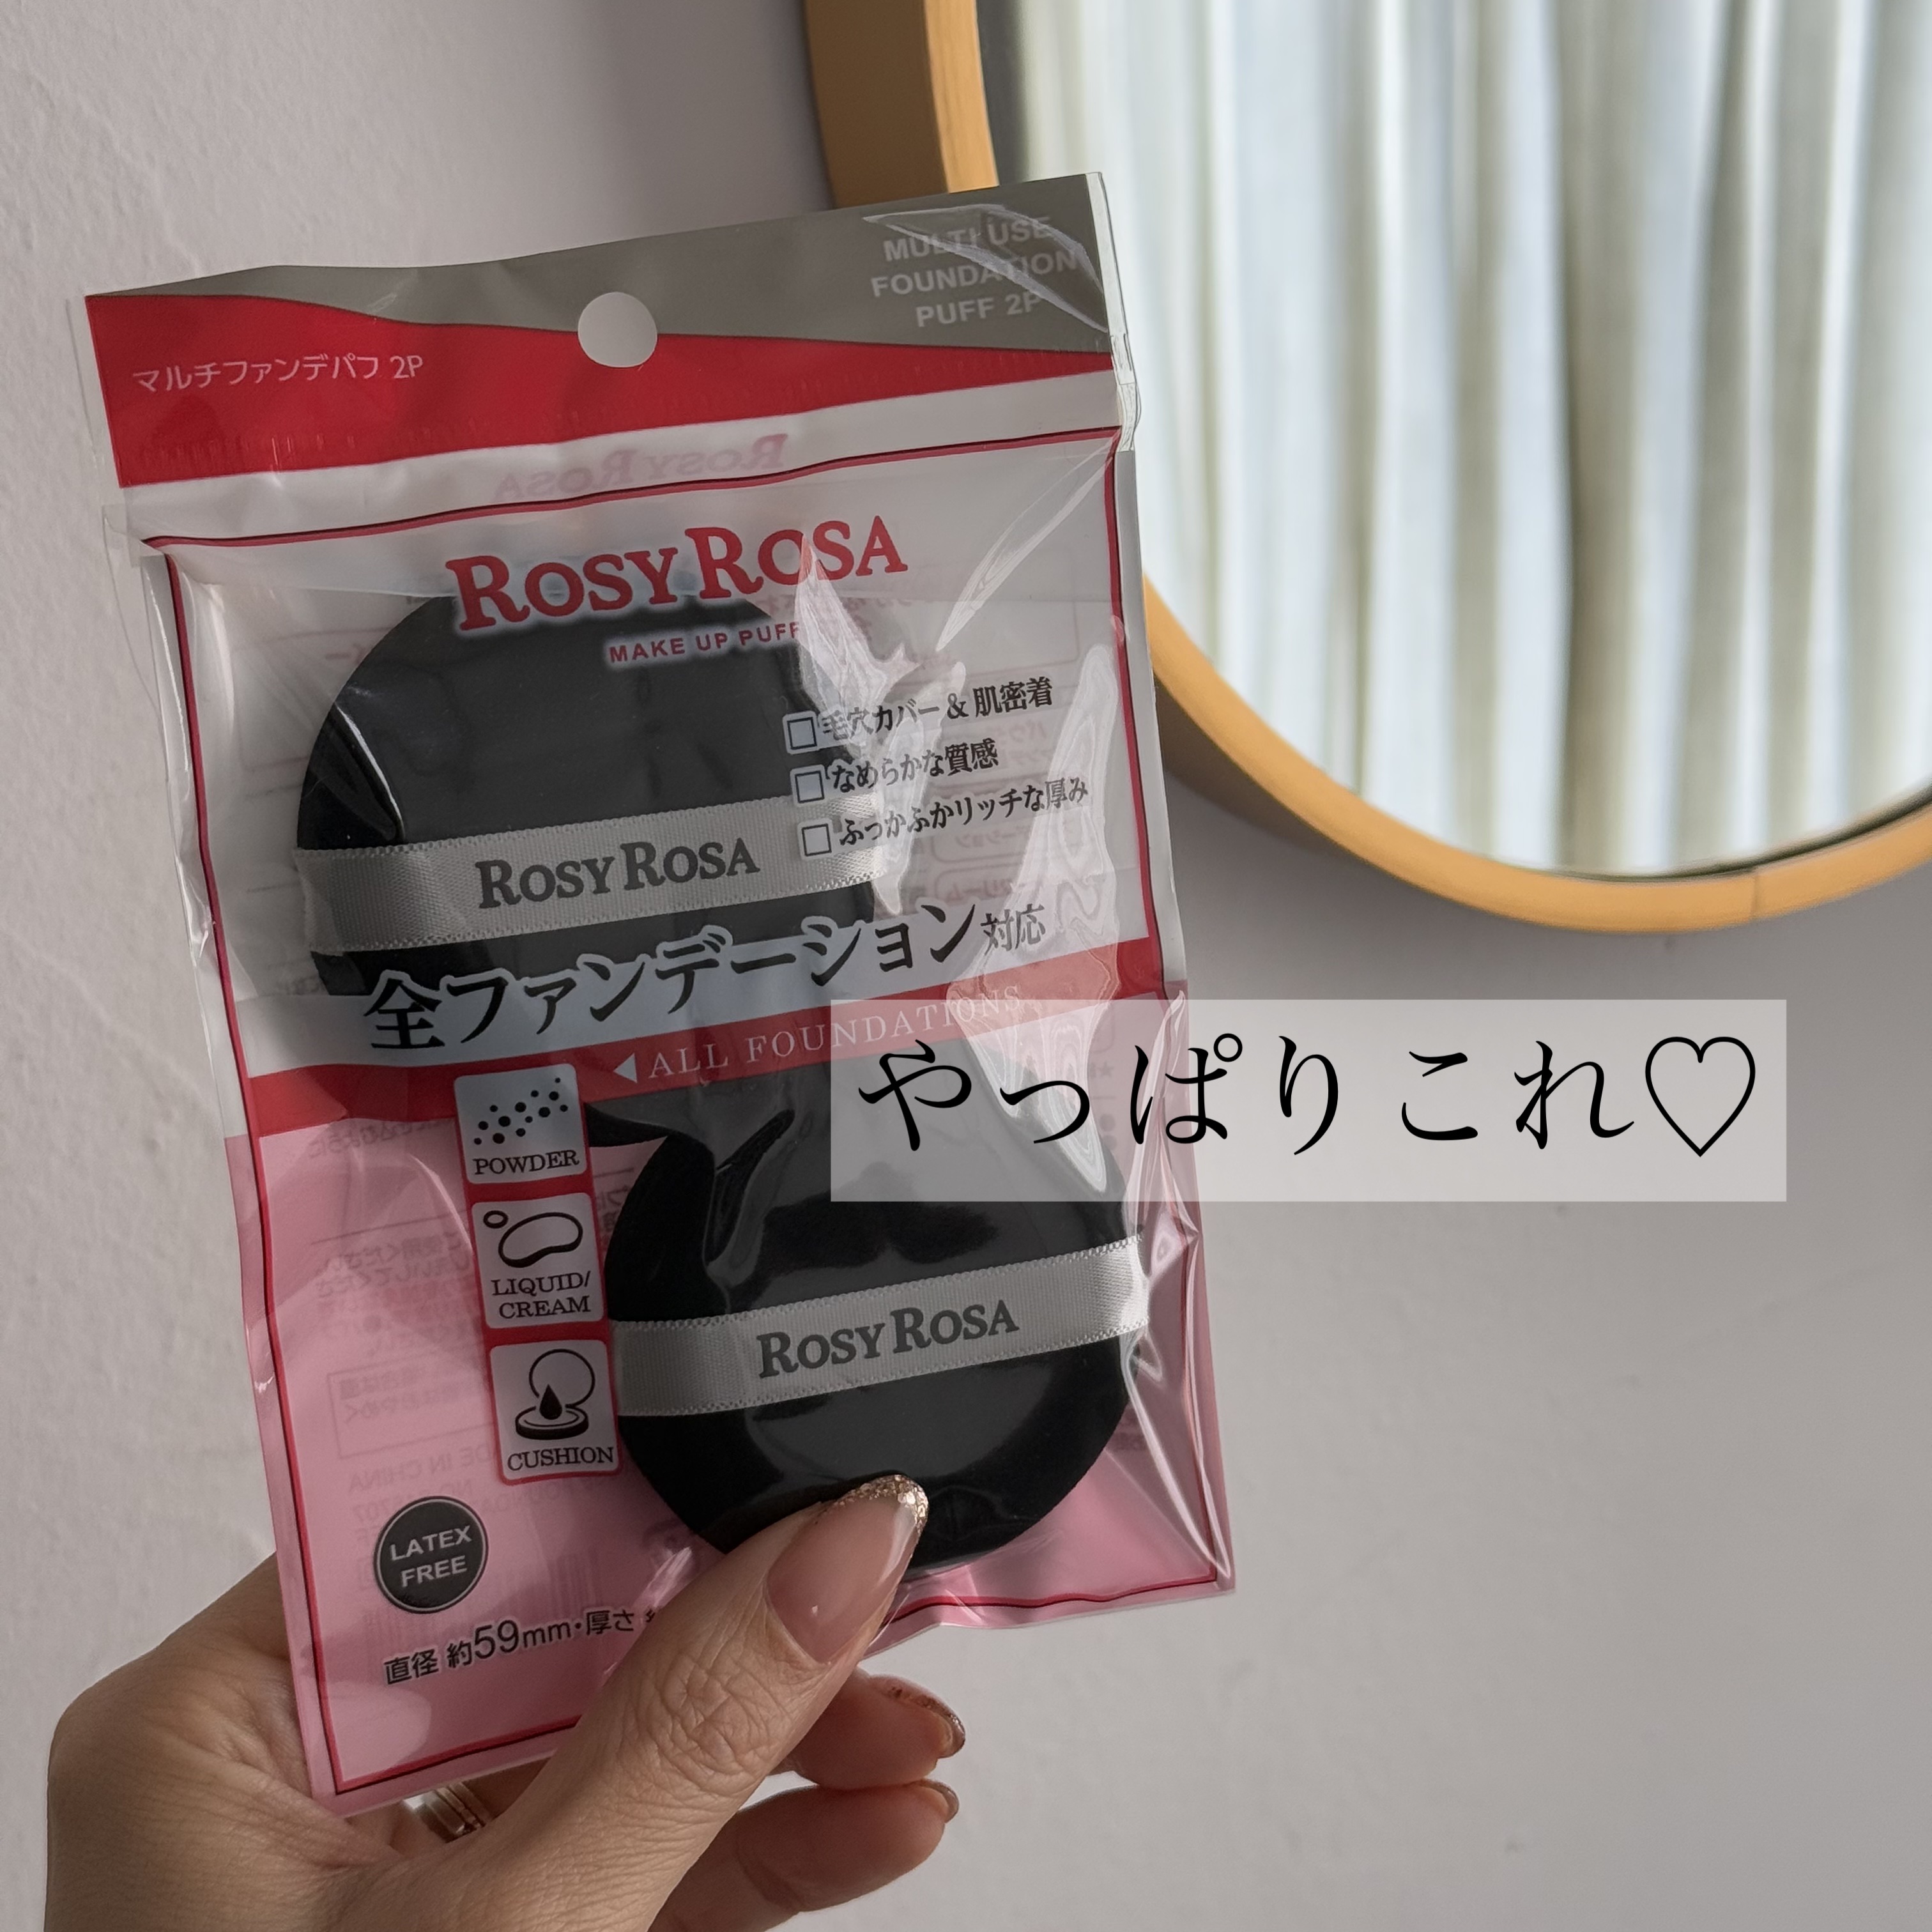 MULTI USE
FOUNDATION
PUFF 2P
マルチファンデパフ 2P
ROSY ROSA
MAKE UP PUFF
毛穴カバー & 肌密着
なめらかな質感
ふっかふかリッチな厚み
ROSY ROSA
全ファンデーション対応
ALL FOUNDATIONS
やっぱりこれ♡
POWDER
LIQUID/
CREAM
ROSY ROSA
CUSHION
LATEX
FREE
直径 約59mm・厚さ